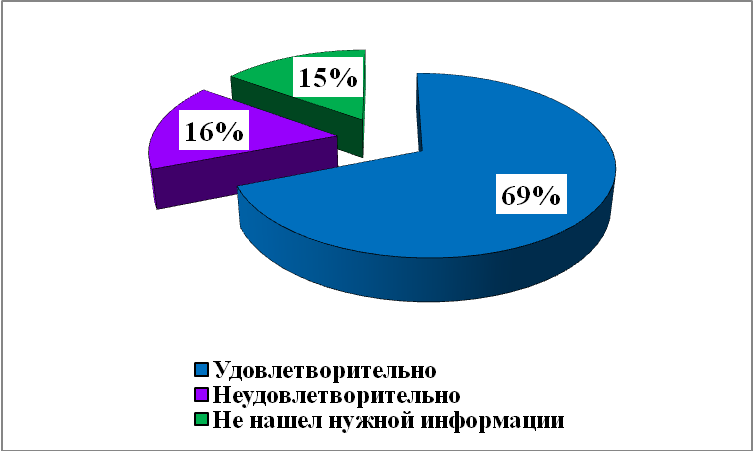 15%
16%
69%
Удовлетворительно
Неудовлетворительно
Не нашел нужной информации